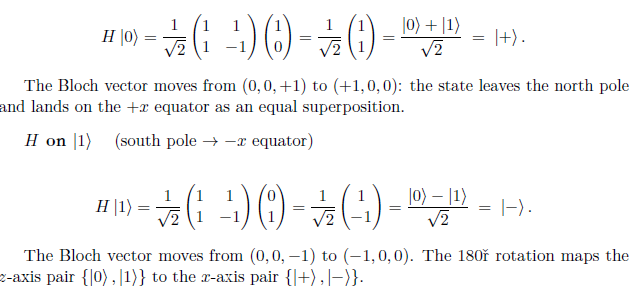 H |0⟩ = 1/√2 (1 1; 1 −1) (1; 0) = 1/√2 (1; 1) = (|0⟩ + |1⟩)/√2 = |+⟩.
The Bloch vector moves from (0, 0, +1) to (+1, 0, 0): the state leaves the north pole
and lands on the +x equator as an equal superposition.
H on |1⟩ (south pole → −x equator)
H |1⟩ = 1/√2 (1 1; 1 −1) (0; 1) = 1/√2 (1; −1) = (|0⟩ − |1⟩)/√2 = |−⟩.
The Bloch vector moves from (0, 0, −1) to (−1, 0, 0). The 180ř rotation maps the
z-axis pair {|0⟩, |1⟩} to the x-axis pair {|+⟩, |−⟩}.